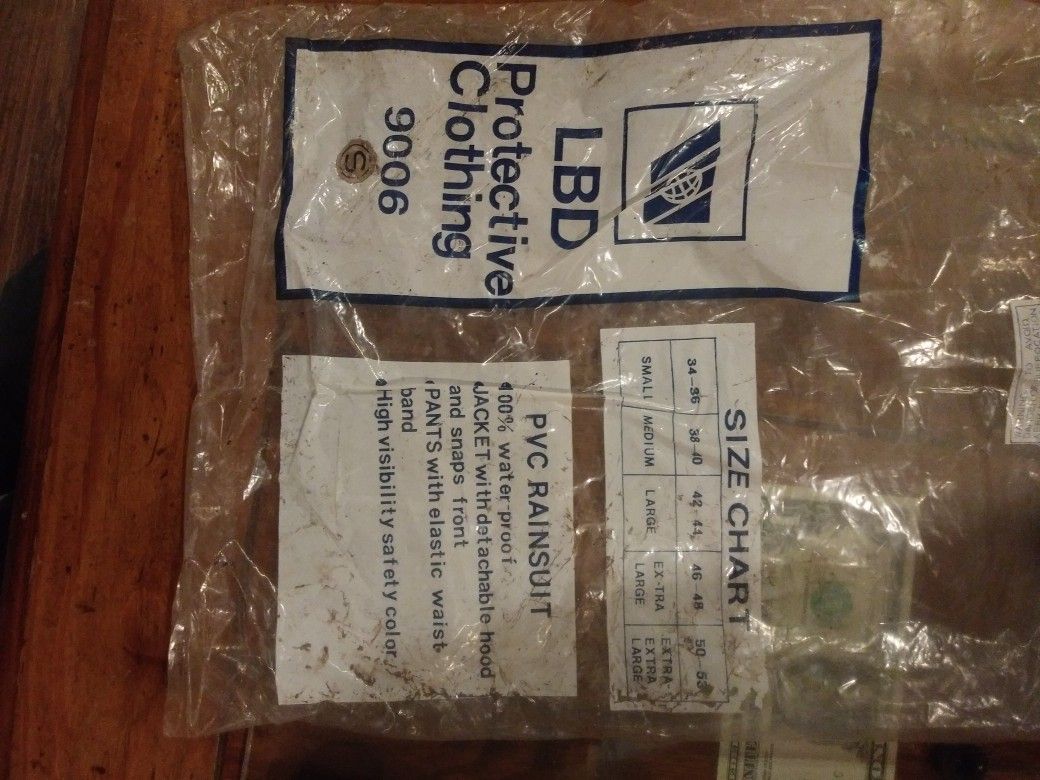 LBD
Protective
Clothing
9006
S
SIZE CHART
34-36 38-40 42-44 46-48
SMALL MEDIUM LARGE EX-TRA LARGE EXTRA EXTRA LARGE
PVC RAINSUIT
100% water-proof
JACKET with detachable hood
and snaps front
PANTS with elastic waist
band
High visibility safety color